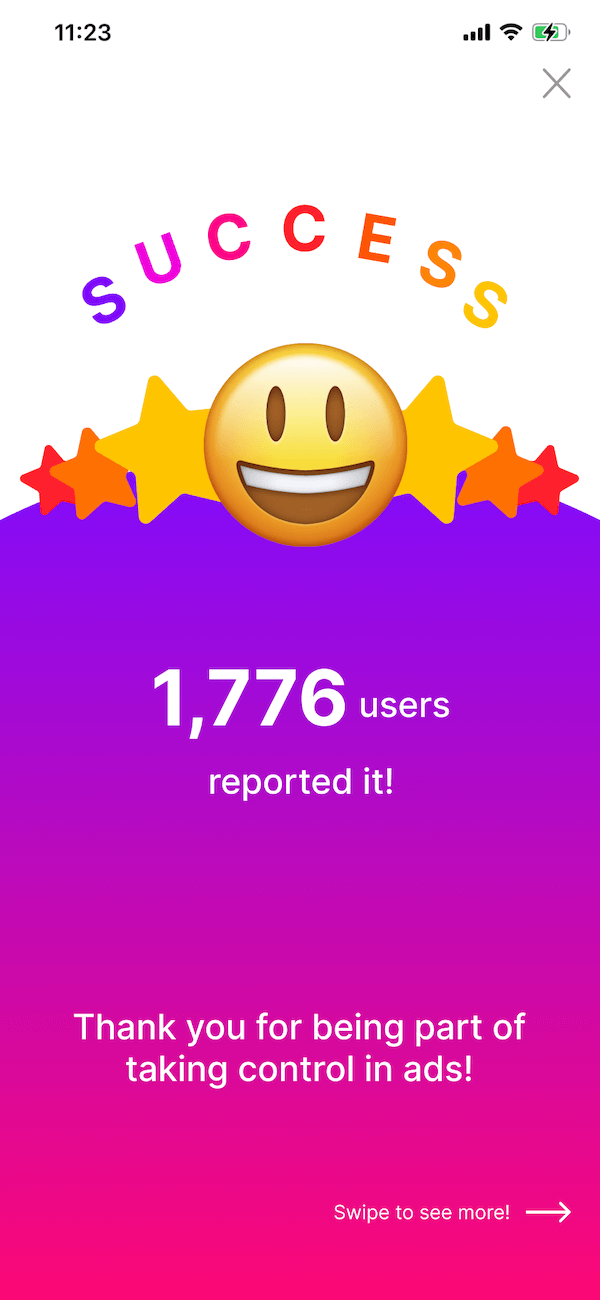 11:23
SUCCESS
1,776 users
reported it!
Thank you for being part of
taking control in ads!
Swipe to see more!